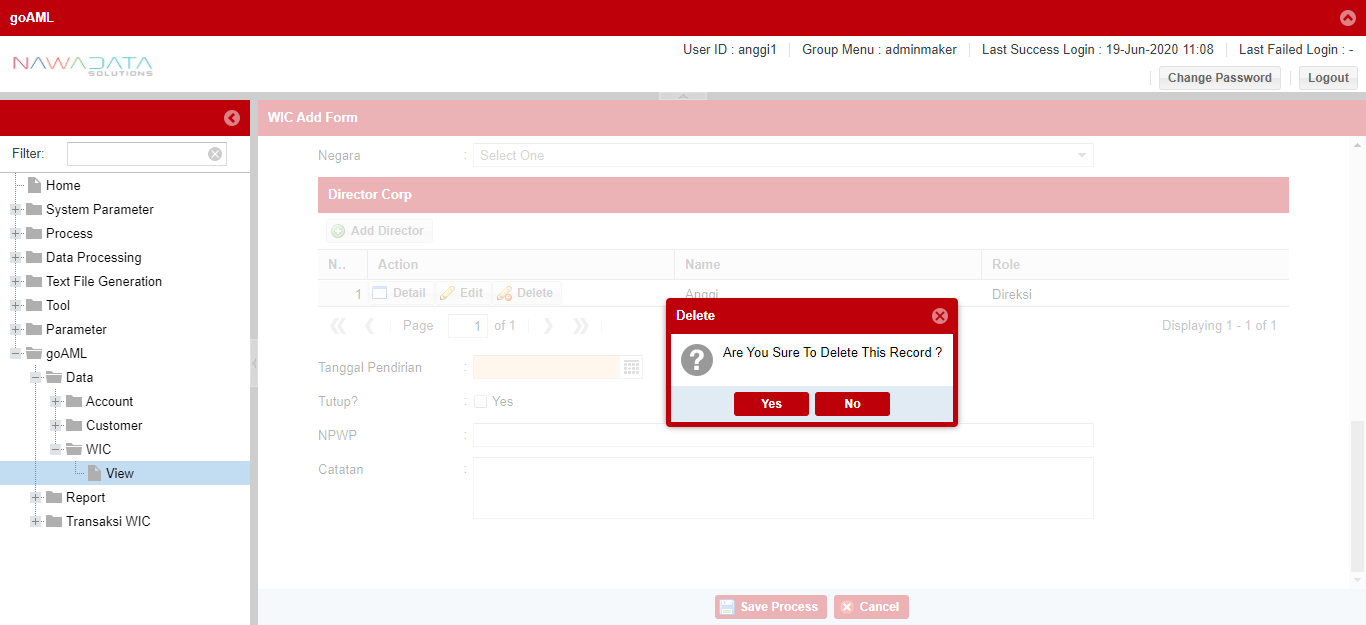 goAML
NAWADATA
SOLUTIONS
User ID : anggi1
Group Menu : adminmaker
Last Success Login : 19-Jun-2020 11:08
Last Failed Login : -
Change Password
Logout
Filter:
Home
System Parameter
Process
Data Processing
Text File Generation
Tool
Parameter
goAML
Data
Account
Customer
WIC
View
Report
Transaksi WIC
WIC Add Form
Negara : Select One
Director Corp
Add Director
N.. Action Name Role
1 Detail Edit Delete Anggi Direksi
Page 1 of 1 Displaying 1 - 1 of 1
Tanggal Pendirian :
Tutup? : Yes
NPWP :
Catatan :
Delete
Are You Sure To Delete This Record ?
Yes No
Save Process Cancel